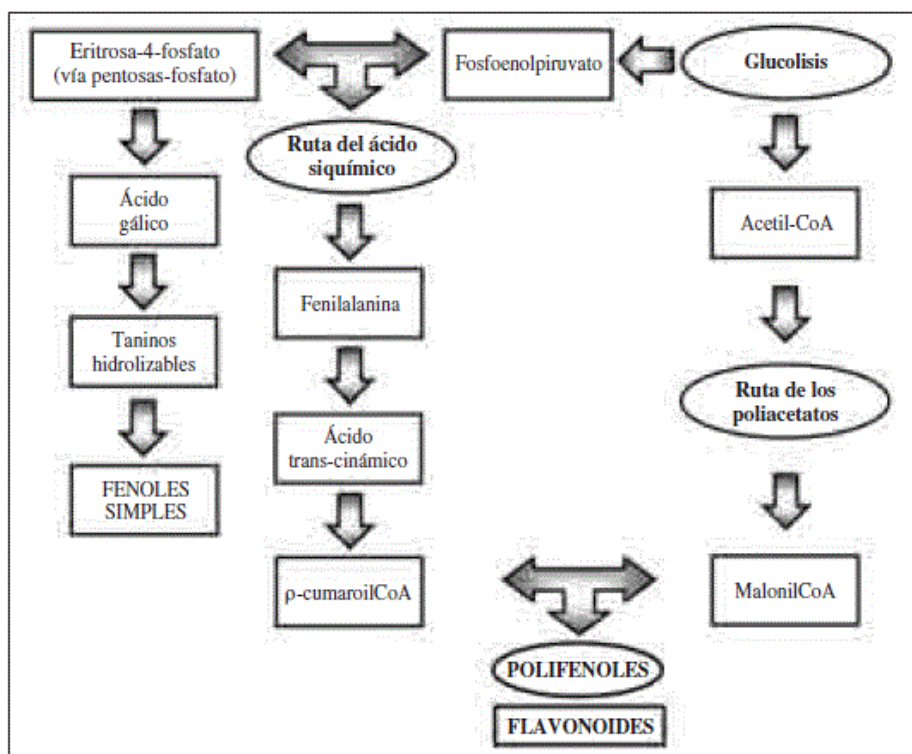 Eritrosa-4-fosfato
(vía pentosas-fosfato)
Fosfoenolpiruvato
Glucolisis
Ruta del ácido
siquímico
Ácido
gálico
Acetil-CoA
Fenilalanina
Taninos
hidrolizables
Ruta de los
poliacetatos
Ácido
trans-cinámico
FENOLES
SIMPLES
ρ-cumaroilCoA
MalonilCoA
POLIFENOLES
FLAVONOIDES